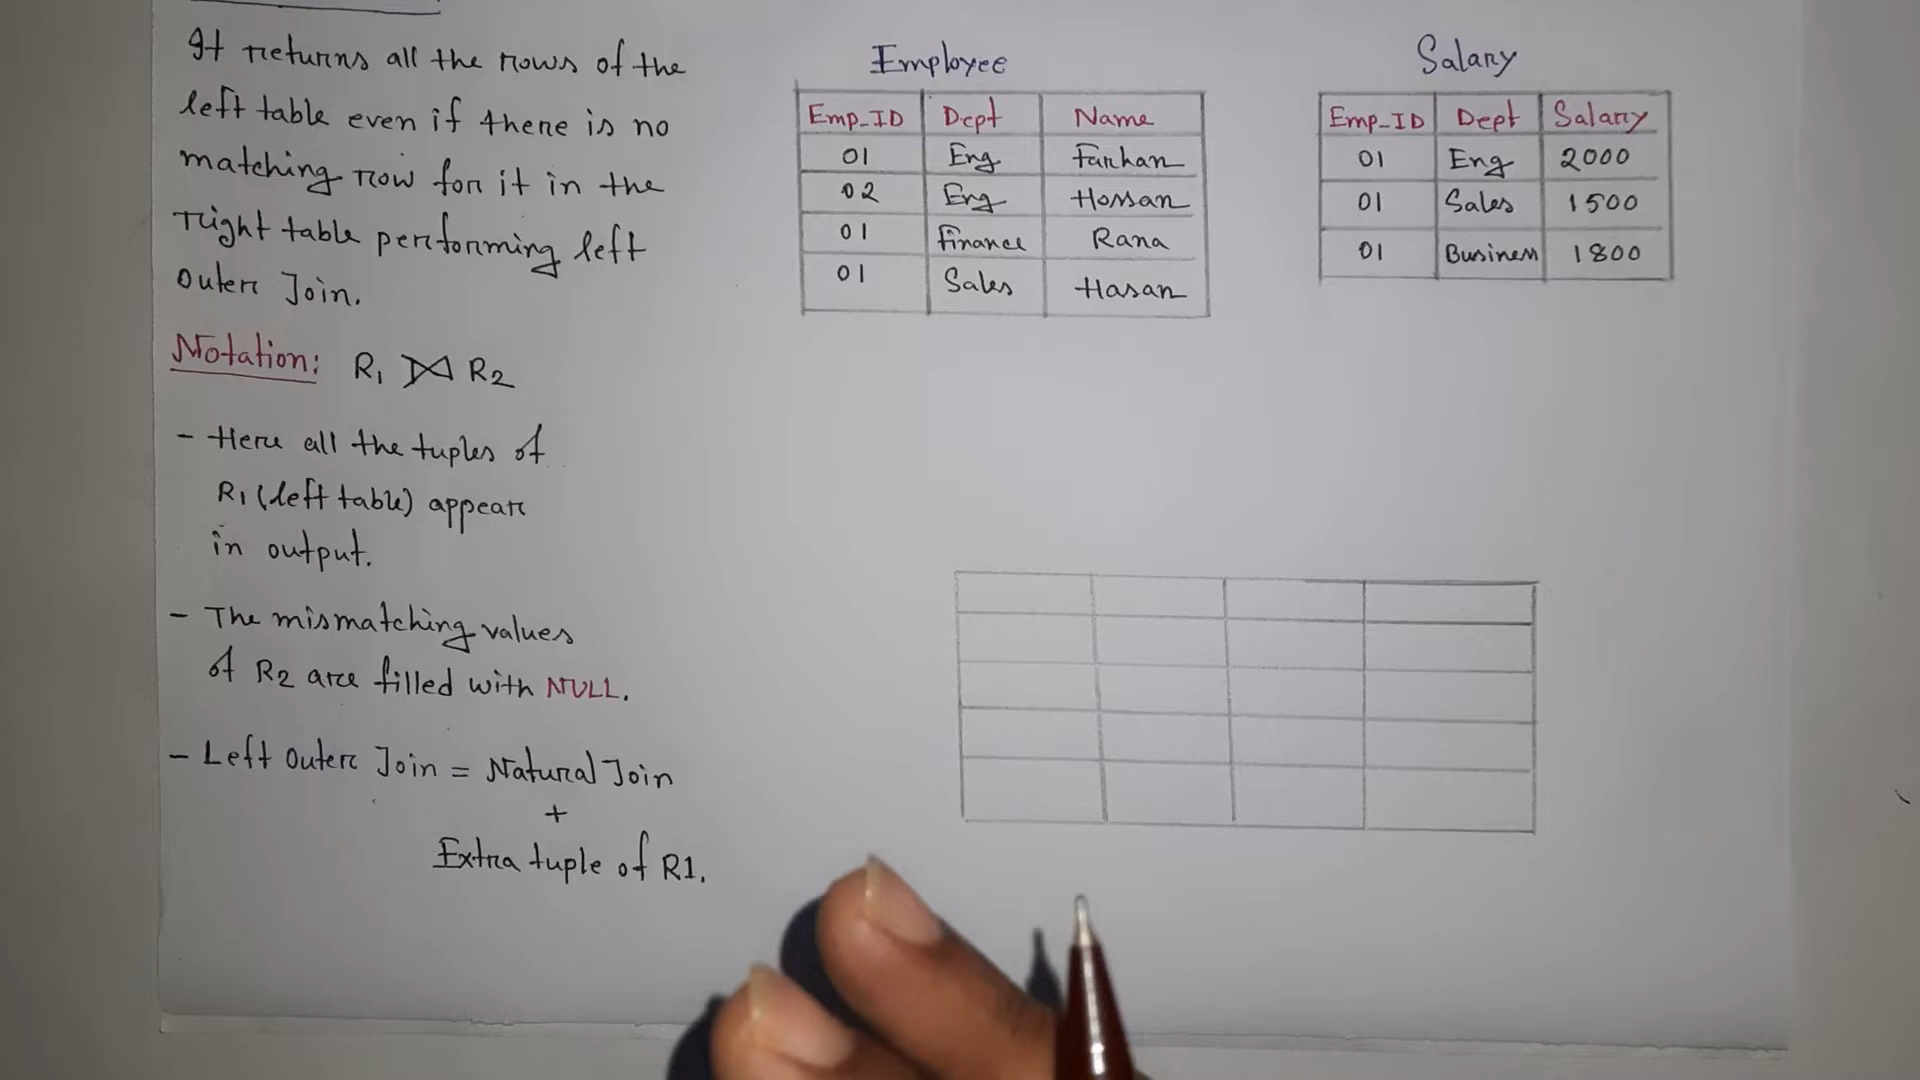 It returns all the rows of the
left table even if there is no
matching row for it in the
right table performing left
outer Join.
Notation: R1 ⟕ R2
- Here all the tuples of
R1 (left table) appear
in output.
- The mismatching values
of R2 are filled with NULL.
- Left Outer Join = Natural Join
+
Extra tuple of R1.
Employee
Emp_ID Dept Name
01 Eng Farhan
02 Eng Hossan
01 Finance Rana
01 Sales Hasan
Salary
Emp_ID Dept Salary
01 Eng 2000
01 Sales 1500
01 Business 1800